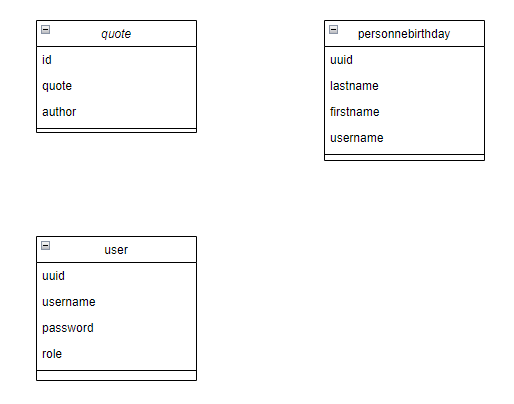 quote
id
quote
author
personnebirthday
uuid
lastname
firstname
username
user
uuid
username
password
role